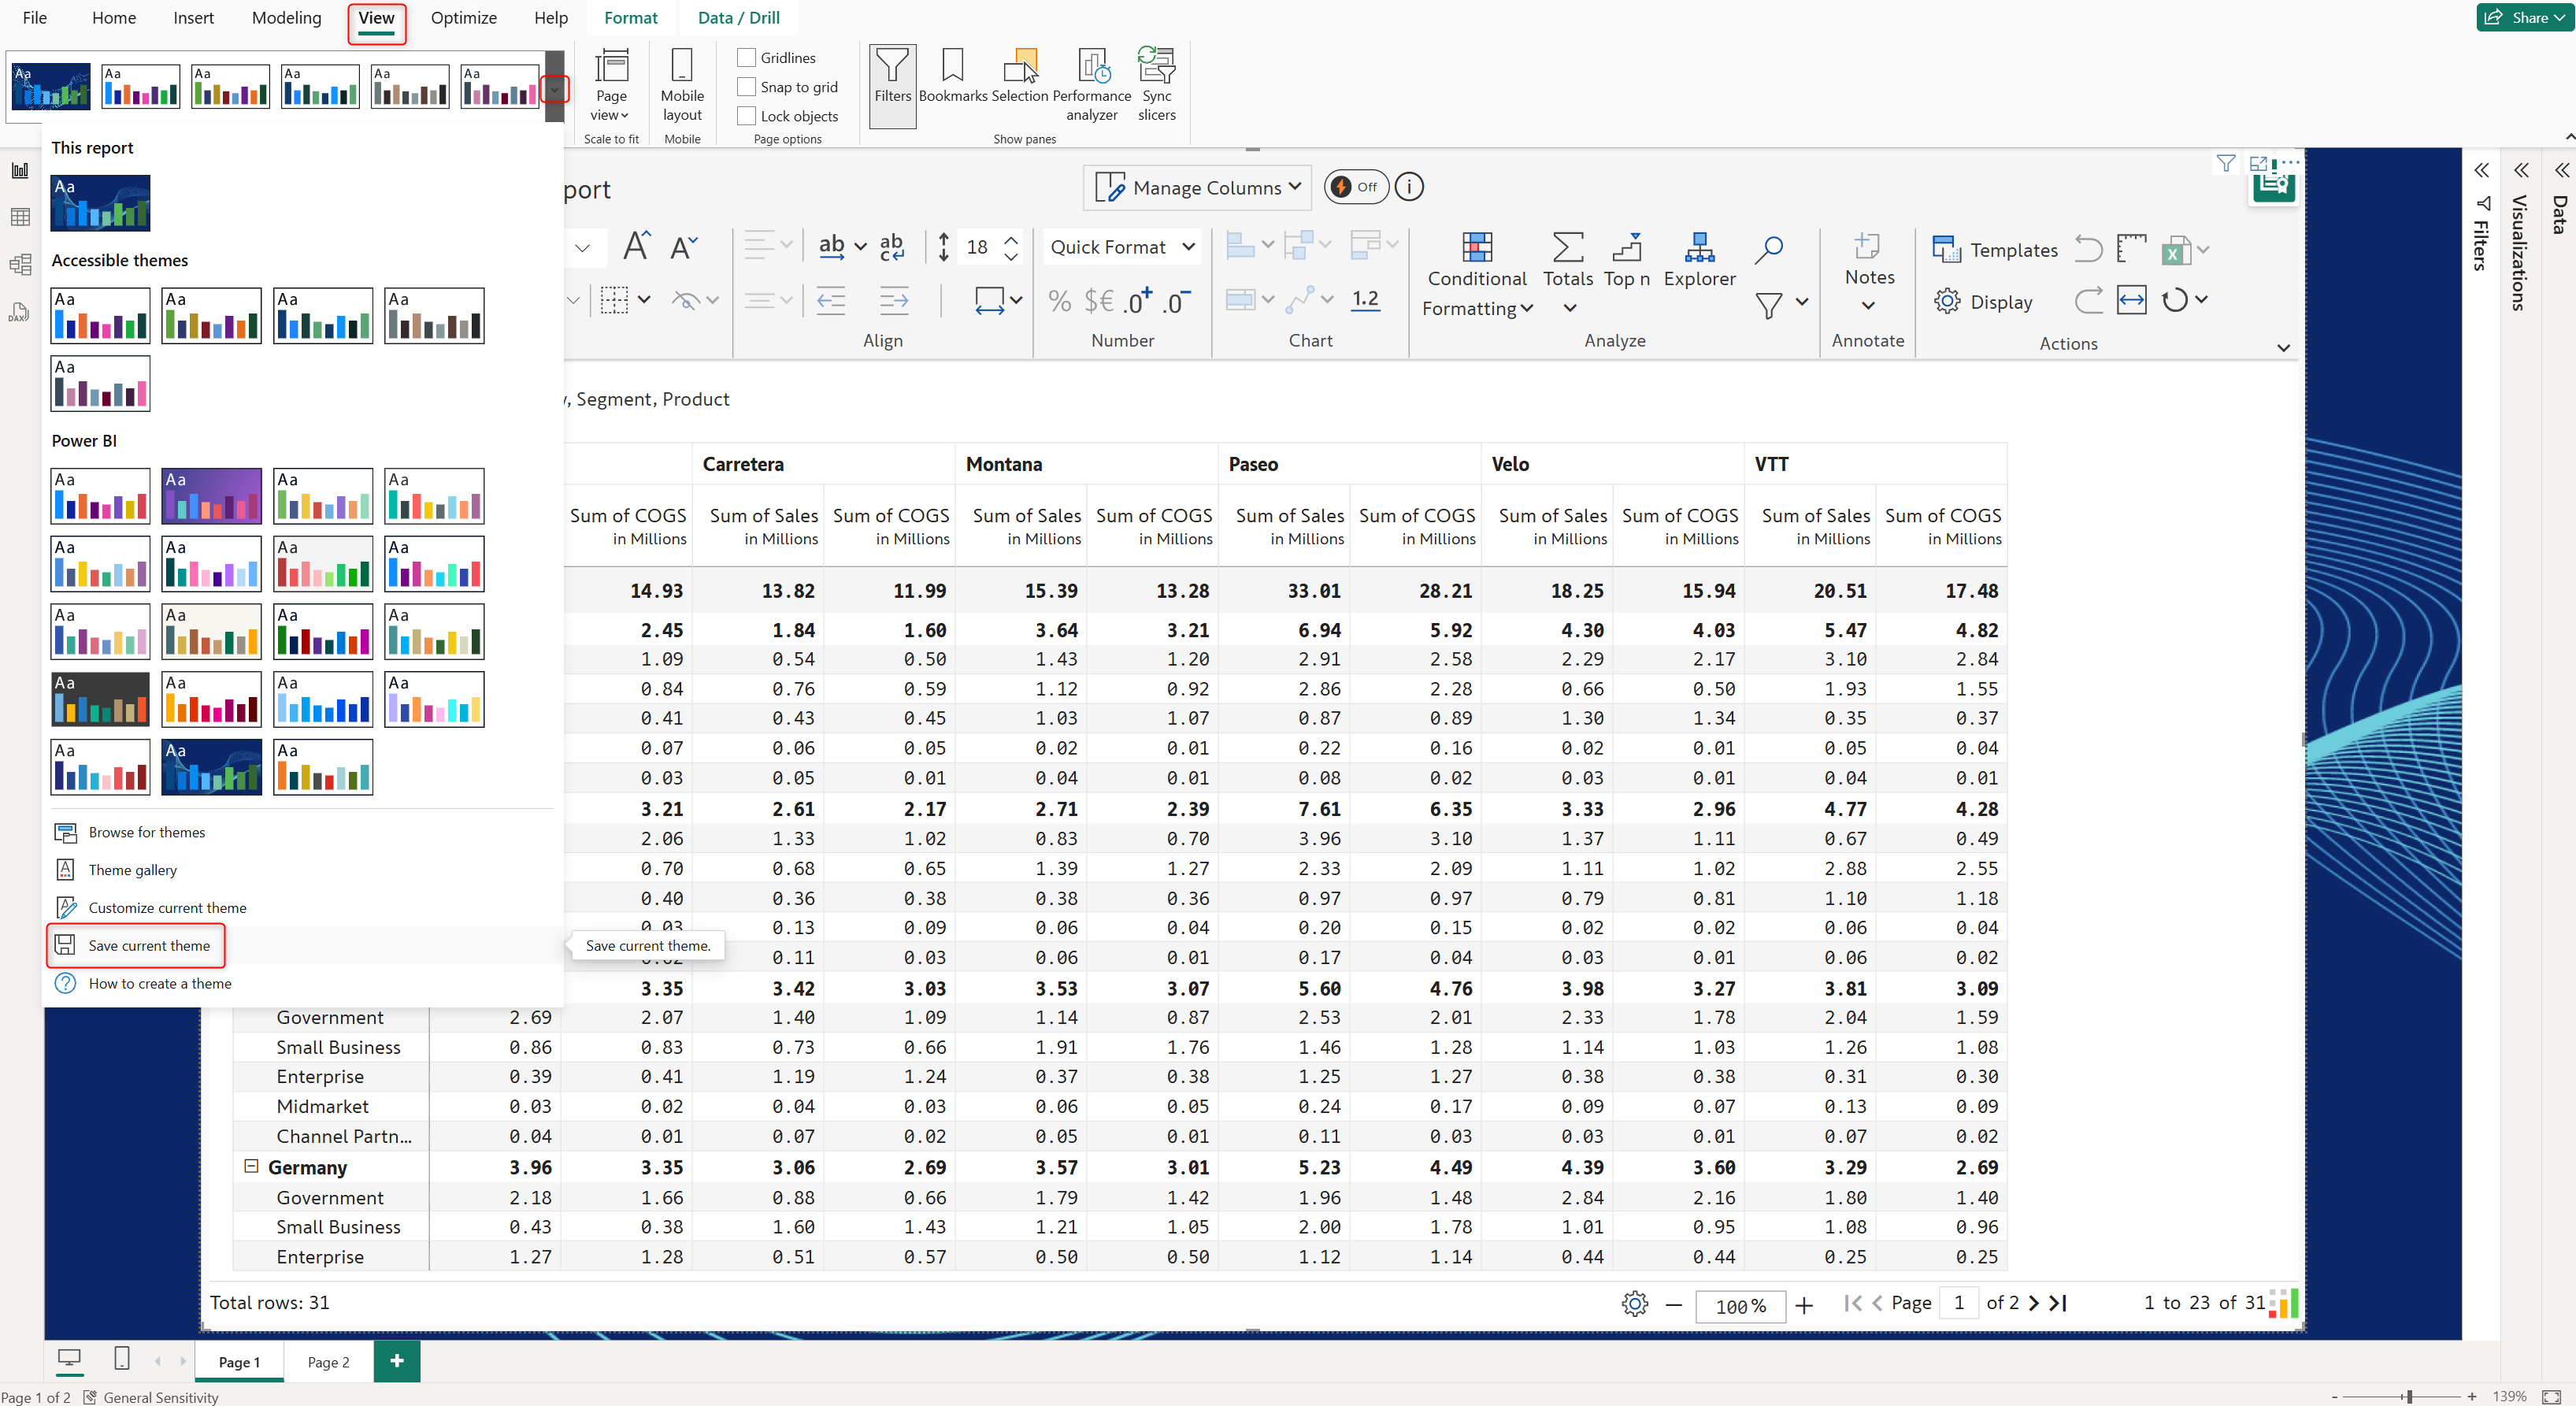 File Home Insert Modeling View Optimize Help Format Data / Drill Share
Aa Aa Aa Aa Aa Aa
Page view
Scale to fit
Mobile layout
Mobile
Gridlines
Snap to grid
Lock objects
Page options
Filters Bookmarks Selection Performance analyzer Sync slicers
Show panes
This report
Aa
Accessible themes
Aa Aa Aa Aa
Aa
Power BI
Aa Aa Aa Aa
Aa Aa Aa Aa
Aa Aa Aa Aa
Aa Aa Aa Aa
Aa Aa Aa
Browse for themes
Theme gallery
Customize current theme
Save current theme
Save current theme.
How to create a theme
DAX
port
Manage Columns Off i
A A ab ab c 18 Quick Format
% $€ .0+ .0- 1.2
Align Number Chart
Conditional Formatting Totals Top n Explorer
Analyze
Notes
Annotate
Templates
Display
Actions
Filters
Visualizations
Data
, Segment, Product
Carretera Montana Paseo Velo VTT
Sum of COGS Sum of Sales Sum of COGS Sum of Sales Sum of COGS Sum of Sales Sum of COGS Sum of Sales Sum of COGS Sum of Sales Sum of COGS
in Millions in Millions in Millions in Millions in Millions in Millions in Millions in Millions in Millions in Millions in Millions
14.93 13.82 11.99 15.39 13.28 33.01 28.21 18.25 15.94 20.51 17.48
2.45 1.84 1.60 3.64 3.21 6.94 5.92 4.30 4.03 5.47 4.82
1.09 0.54 0.50 1.43 1.20 2.91 2.58 2.29 2.17 3.10 2.84
0.84 0.76 0.59 1.12 0.92 2.86 2.28 0.66 0.50 1.93 1.55
0.41 0.43 0.45 1.03 1.07 0.87 0.89 1.30 1.34 0.35 0.37
0.07 0.06 0.05 0.02 0.01 0.22 0.16 0.02 0.01 0.05 0.04
0.03 0.05 0.01 0.04 0.01 0.08 0.02 0.03 0.01 0.04 0.01
3.21 2.61 2.17 2.71 2.39 7.61 6.35 3.33 2.96 4.77 4.28
2.06 1.33 1.02 0.83 0.70 3.96 3.10 1.37 1.11 0.67 0.49
0.70 0.68 0.65 1.39 1.27 2.33 2.09 1.11 1.02 2.88 2.55
0.40 0.36 0.38 0.38 0.36 0.97 0.97 0.79 0.81 1.10 1.18
0.03 0.13 0.09 0.06 0.04 0.20 0.15 0.02 0.02 0.06 0.04
0.11 0.03 0.06 0.01 0.17 0.04 0.03 0.01 0.06 0.02
3.35 3.42 3.03 3.53 3.07 5.60 4.76 3.98 3.27 3.81 3.09
Government 2.69 2.07 1.40 1.09 1.14 0.87 2.53 2.01 2.33 1.78 2.04 1.59
Small Business 0.86 0.83 0.73 0.66 1.91 1.76 1.46 1.28 1.14 1.03 1.26 1.08
Enterprise 0.39 0.41 1.19 1.24 0.37 0.38 1.25 1.27 0.38 0.38 0.31 0.30
Midmarket 0.03 0.02 0.04 0.03 0.06 0.05 0.24 0.17 0.09 0.07 0.13 0.09
Channel Partn... 0.04 0.01 0.07 0.02 0.05 0.01 0.11 0.03 0.03 0.01 0.07 0.02
Germany 3.96 3.35 3.06 2.69 3.57 3.01 5.23 4.49 4.39 3.60 3.29 2.69
Government 2.18 1.66 0.88 0.66 1.79 1.42 1.96 1.48 2.84 2.16 1.80 1.40
Small Business 0.43 0.38 1.60 1.43 1.21 1.05 2.00 1.78 1.01 0.95 1.08 0.96
Enterprise 1.27 1.28 0.51 0.57 0.50 0.50 1.12 1.14 0.44 0.44 0.25 0.25
Total rows: 31 100% Page 1 of 2 1 to 23 of 31
Page 1 Page 2 +
Page 1 of 2 General Sensitivity - + 139%